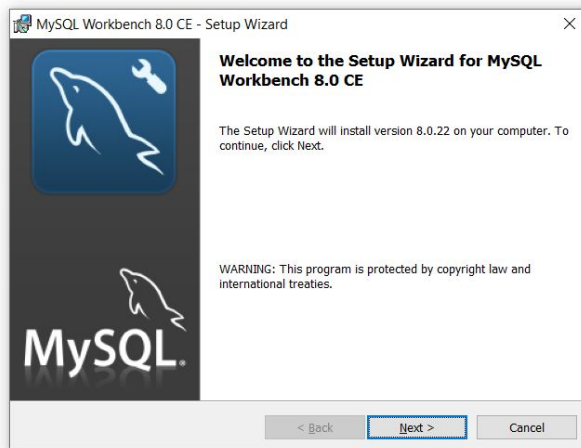 MySQL Workbench 8.0 CE - Setup Wizard
Welcome to the Setup Wizard for MySQL
Workbench 8.0 CE
The Setup Wizard will install version 8.0.22 on your computer. To
continue, click Next.
WARNING: This program is protected by copyright law and
international treaties.
MySQL®
< Back
Next >
Cancel